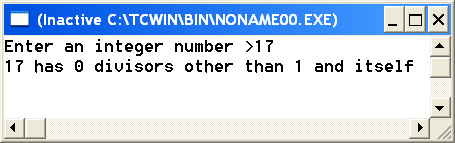 (Inactive C:\TCWIN\BIN\NONAME00.EXE)
Enter an integer number >17
17 has 0 divisors other than 1 and itself